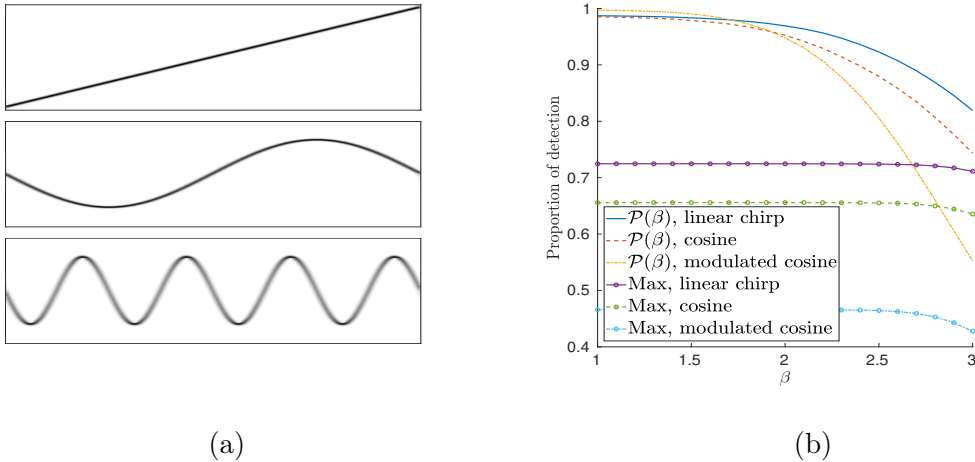 1
0.9
0.8
0.7
0.6
0.5
0.4
Proportion of detection
𝒫(β), linear chirp
𝒫(β), cosine
𝒫(β), modulated cosine
Max, linear chirp
Max, cosine
Max, modulated cosine
1 1.5 2 2.5 3
β
(a) (b)